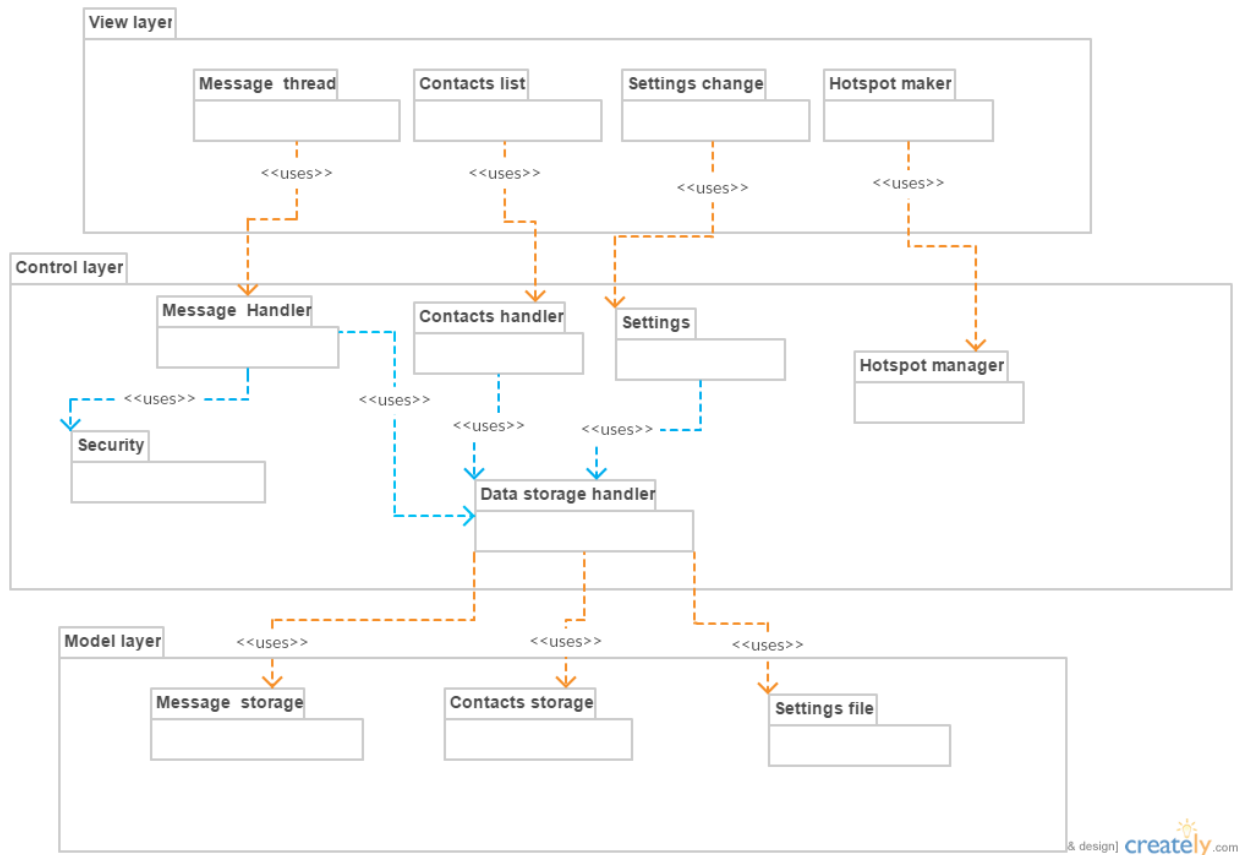 View layer
Message  thread
Contacts list
Settings change
Hotspot maker
<<uses>>
<<uses>>
<<uses>>
<<uses>>
Control layer
Message  Handler
Contacts handler
Settings
Hotspot manager
<<uses>>
<<uses>>
<<uses>>
<<uses>>
Security
Data storage handler
Model layer
<<uses>>
<<uses>>
<<uses>>
Message  storage
Contacts storage
Settings file
& design] creately.com